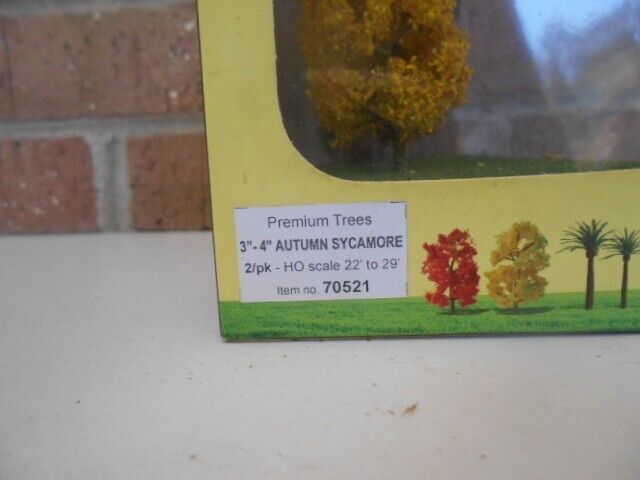 Premium Trees
3"- 4" AUTUMN SYCAMORE
2/pk - HO scale 22' to 29'
Item no. 70521